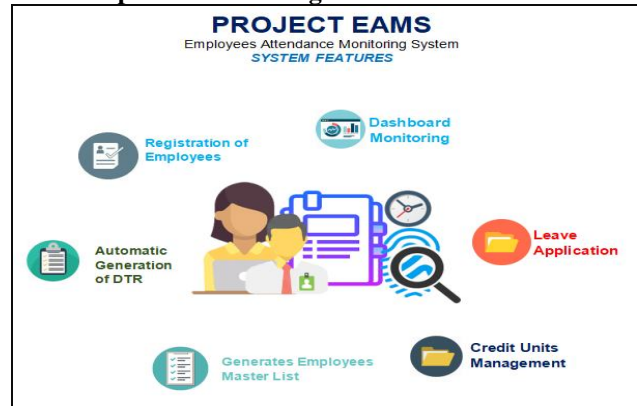 PROJECT EAMS
Employees Attendance Monitoring System
SYSTEM FEATURES
Dashboard
Monitoring
Registration of
Employees
Leave
Application
Automatic
Generation
of DTR
Credit Units
Management
Generates Employees
Master List